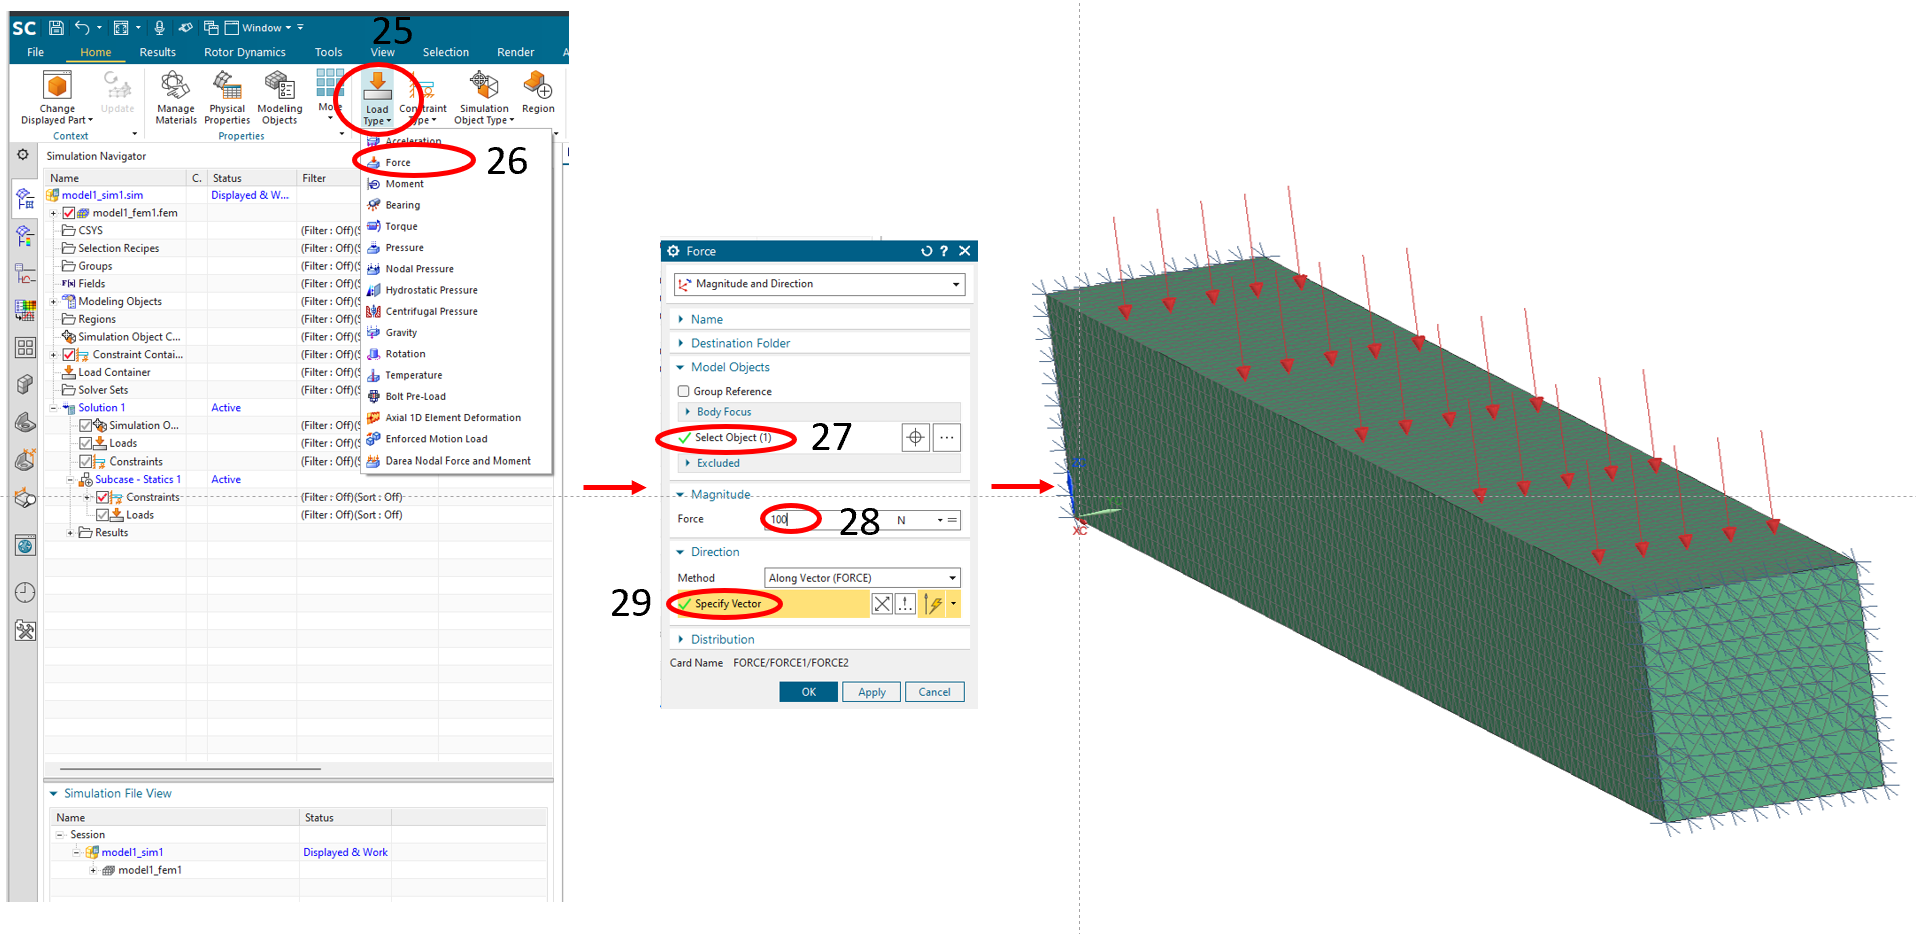 SC Window
25
File Home Results Rotor Dynamics Tools View Selection Render A
Change Displayed Part
Update
Manage Materials
Physical Properties
Modeling Objects
More
Load Type
Constraint Type
Simulation Object Type
Region
Context Properties
Acceleration
Force
26
Moment
Bearing
Torque
Pressure
Nodal Pressure
Hydrostatic Pressure
Centrifugal Pressure
Gravity
Rotation
Temperature
Bolt Pre-Load
Axial 1D Element Deformation
Enforced Motion Load
Darea Nodal Force and Moment
Simulation Navigator
Name C. Status Filter
model1_sim1.sim Displayed & W...
model1_fem1.fem
CSYS (Filter : Off)(S
Selection Recipes (Filter : Off)(S
Groups (Filter : Off)(S
Fields (Filter : Off)(S
Modeling Objects (Filter : Off)(S
Regions (Filter : Off)(S
Simulation Object C... (Filter : Off)(S
Constraint Contai... (Filter : Off)(S
Load Container (Filter : Off)(S
Solver Sets (Filter : Off)(S
Solution 1 Active
Simulation O... (Filter : Off)(S
Loads (Filter : Off)(S
Constraints (Filter : Off)(S
Subcase - Statics 1 Active
Constraints (Filter : Off)(Sort : Off)
Loads (Filter : Off)(Sort : Off)
Results
Simulation File View
Name Status
Session
model1_sim1 Displayed & Work
model1_fem1
Force ?
Magnitude and Direction
Name
Destination Folder
Model Objects
Group Reference
Body Focus
Select Object (1)
27
Excluded
Magnitude
Force 100 N
28
Direction
Method Along Vector (FORCE)
29
Specify Vector
Distribution
Card Name FORCE/FORCE1/FORCE2
OK Apply Cancel
XC